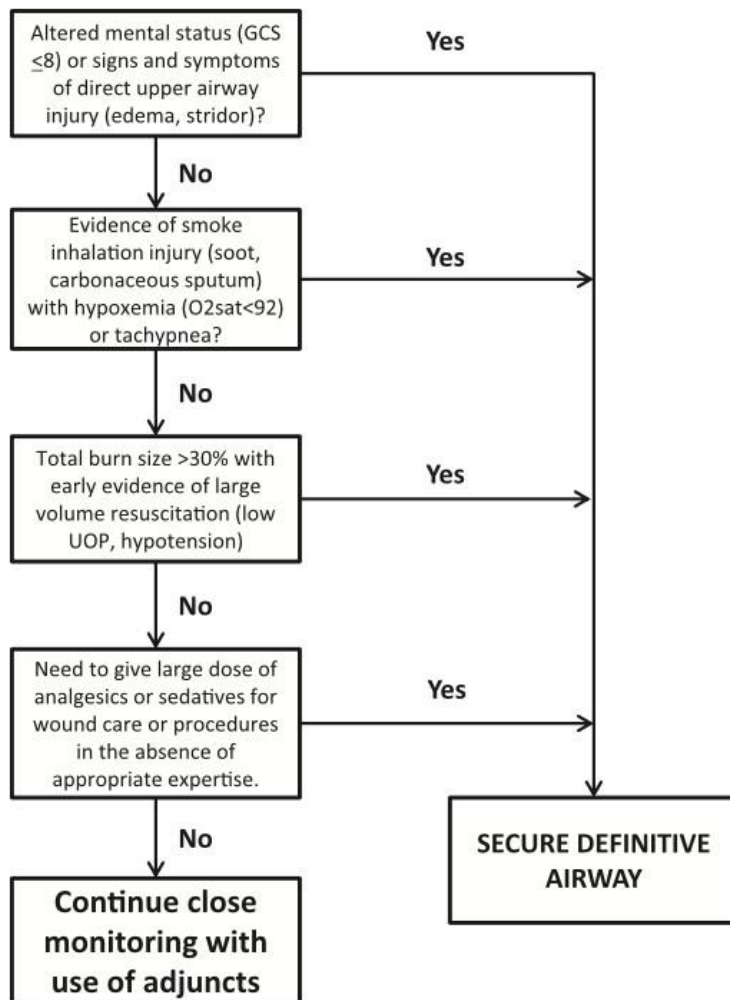 Altered mental status (GCS
≤8) or signs and symptoms
of direct upper airway
injury (edema, stridor)?
Yes
No
Evidence of smoke
inhalation injury (soot,
carbonaceous sputum)
with hypoxemia (O2sat<92)
or tachypnea?
Yes
No
Total burn size >30% with
early evidence of large
volume resuscitation (low
UOP, hypotension)
Yes
No
Need to give large dose of
analgesics or sedatives for
wound care or procedures
in the absence of
appropriate expertise.
Yes
No
SECURE DEFINITIVE
AIRWAY
Continue close
monitoring with
use of adjuncts